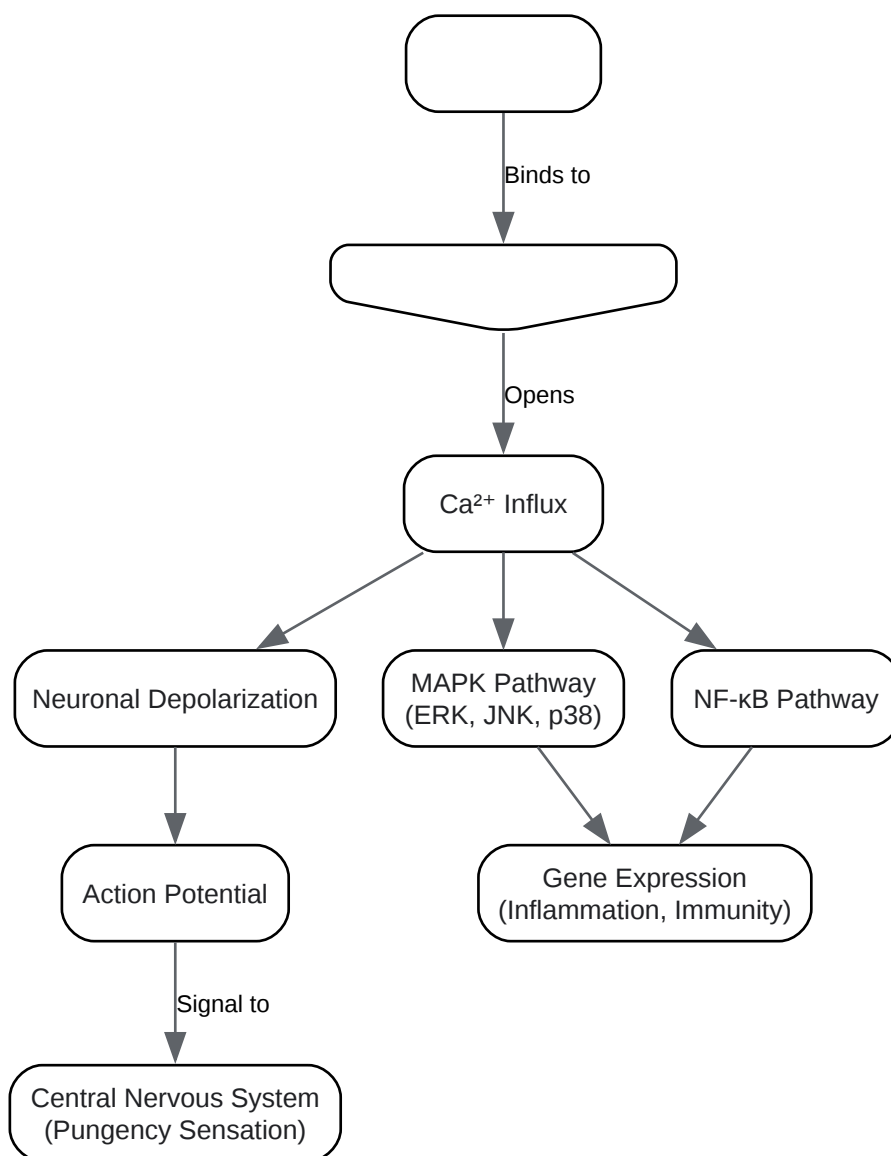 Binds to
Opens
Ca²⁺ Influx
Neuronal Depolarization
MAPK Pathway
(ERK, JNK, p38)
NF-κB Pathway
Action Potential
Gene Expression
(Inflammation, Immunity)
Signal to
Central Nervous System
(Pungency Sensation)